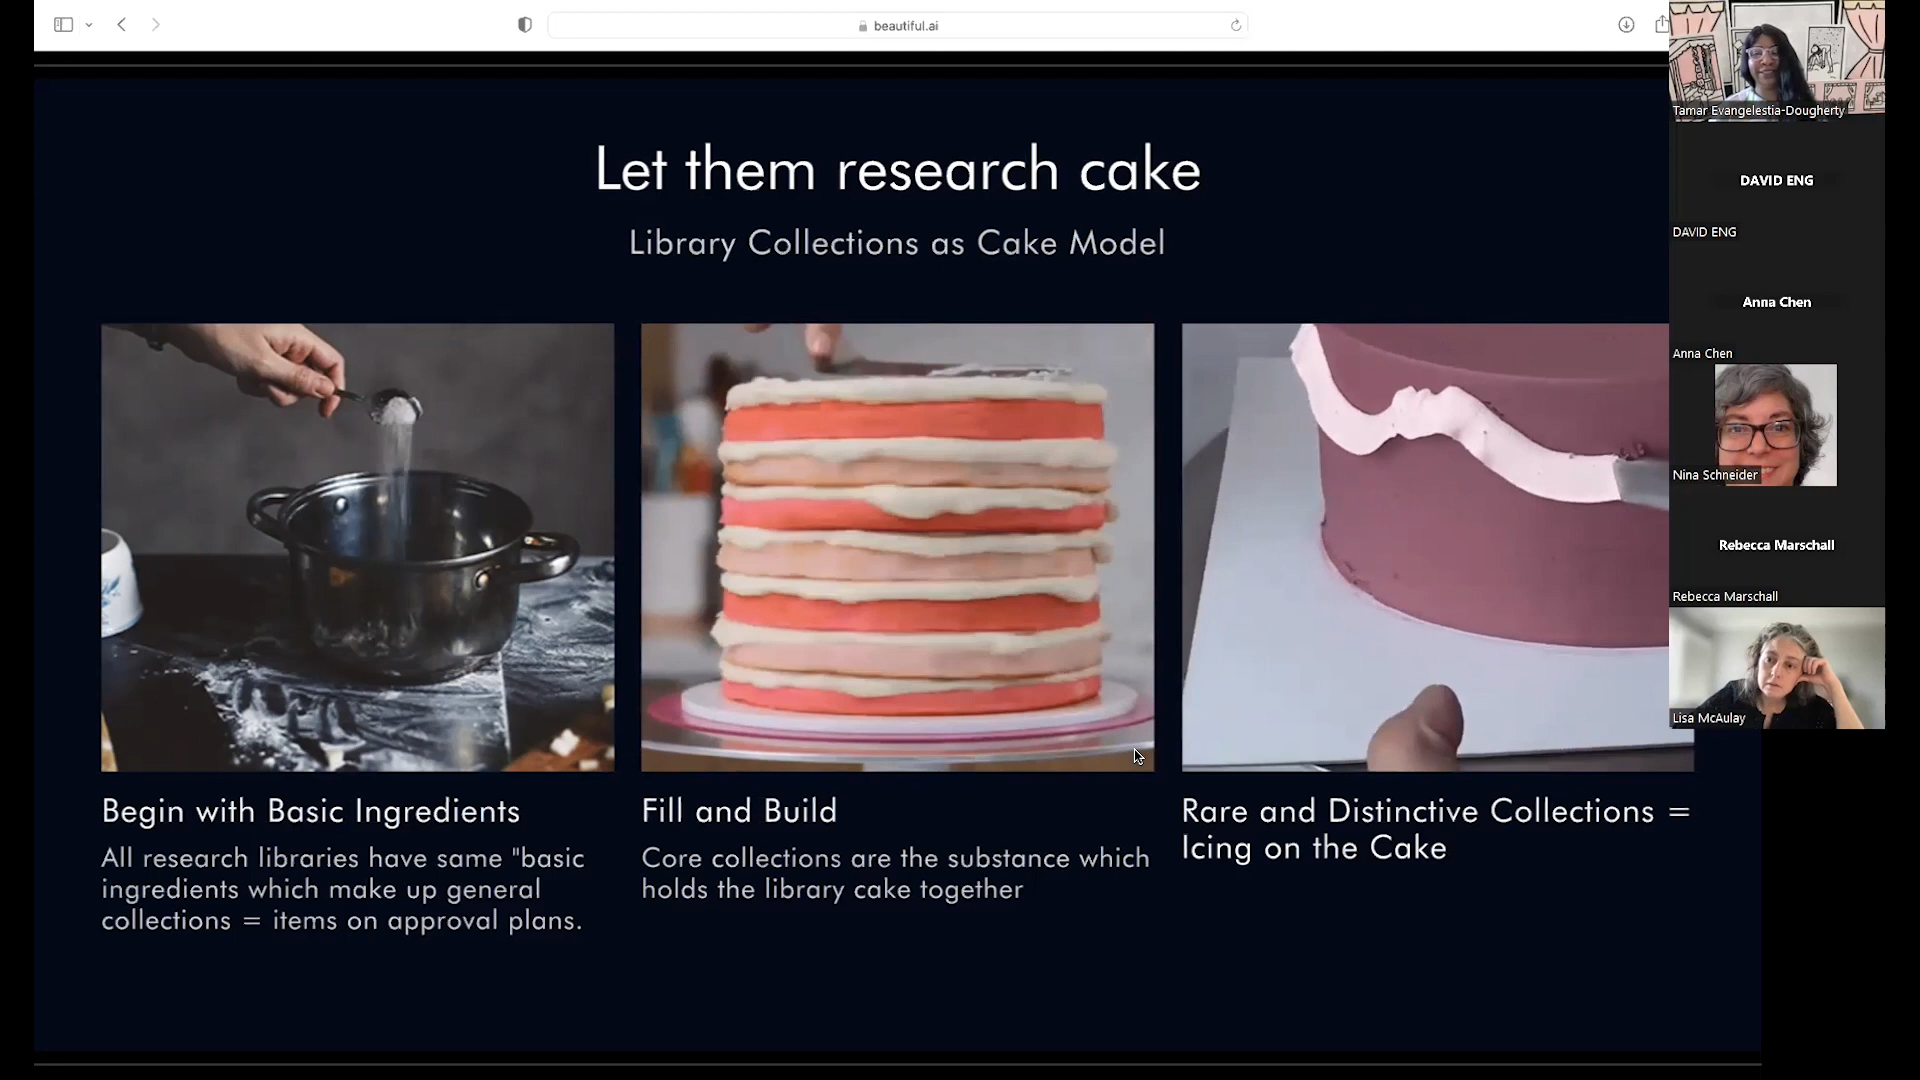 beautiful.ai
Let them research cake
Library Collections as Cake Model
Begin with Basic Ingredients
All research libraries have same "basic
ingredients which make up general
collections = items on approval plans.
Fill and Build
Core collections are the substance which
holds the library cake together
Rare and Distinctive Collections =
Icing on the Cake
Tamar Evangelestia-Dougherty
DAVID ENG
DAVID ENG
Anna Chen
Anna Chen
Nina Schneider
Rebecca Marschall
Rebecca Marschall
Lisa McAulay